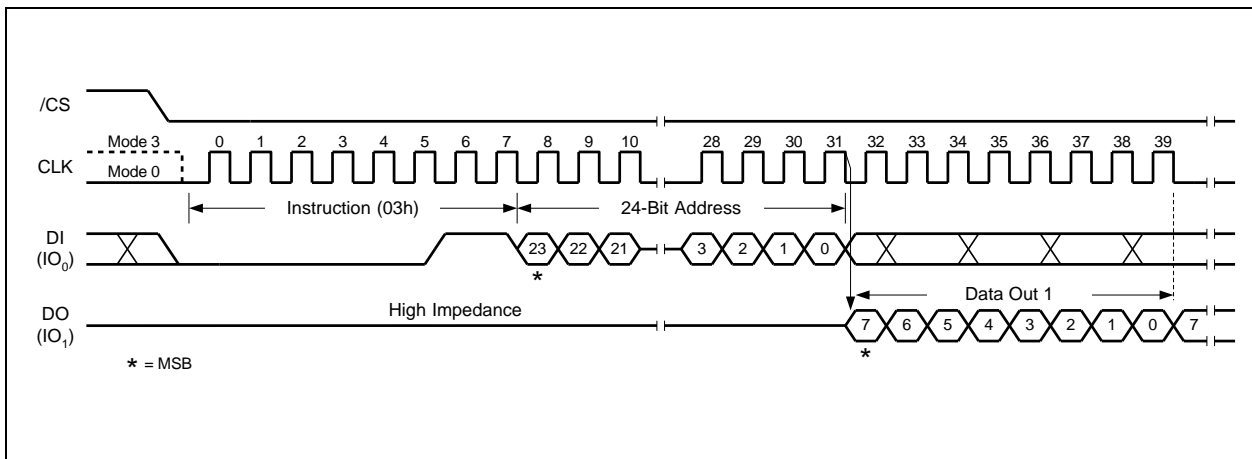 /CS
Mode 3 0 1 2 3 4 5 6 7 8 9 10 28 29 30 31 32 33 34 35 36 37 38 39
CLK
Mode 0
Instruction (03h) 24-Bit Address
DI
(IO0)
23 22 21 3 2 1 0
*
Data Out 1
High Impedance
DO
(IO1)
7 6 5 4 3 2 1 0 7
*
* = MSB